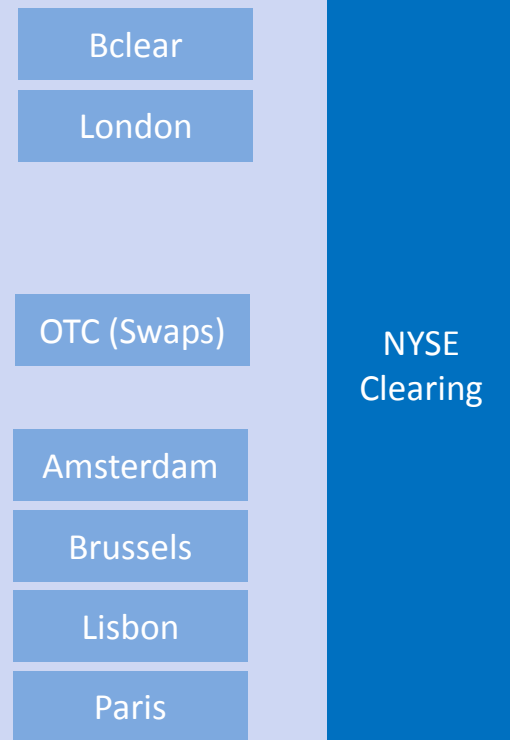 Bclear
London
OTC (Swaps)
NYSE
Clearing
Amsterdam
Brussels
Lisbon
Paris